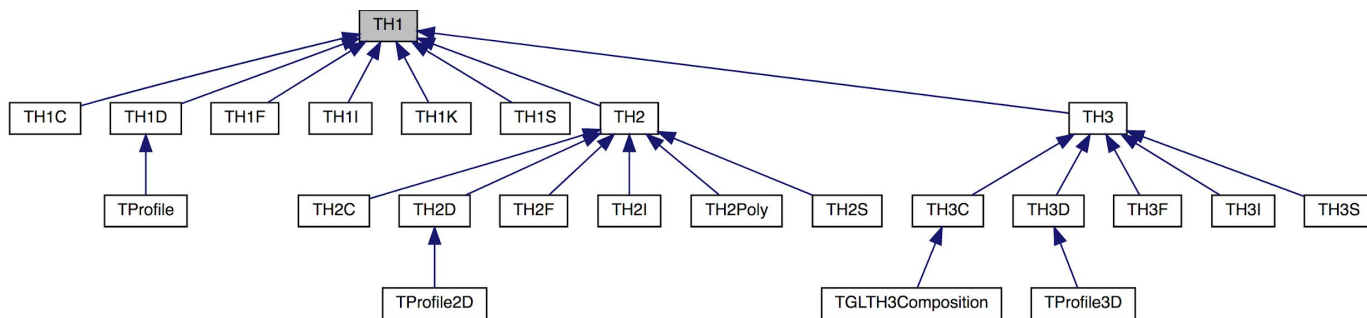 TH1
TH1C
TH1D
TH1F
TH1I
TH1K
TH1S
TH2
TH3
TProfile
TH2C
TH2D
TH2F
TH2I
TH2Poly
TH2S
TH3C
TH3D
TH3F
TH3I
TH3S
TProfile2D
TGLTH3Composition
TProfile3D